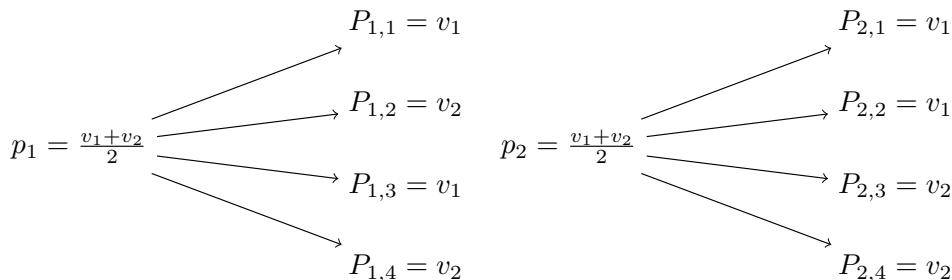 P_{1,1} = v_1
P_{1,2} = v_2
p_1 = \frac{v_1+v_2}{2}
P_{1,3} = v_1
P_{1,4} = v_2
P_{2,1} = v_1
P_{2,2} = v_1
p_2 = \frac{v_1+v_2}{2}
P_{2,3} = v_2
P_{2,4} = v_2